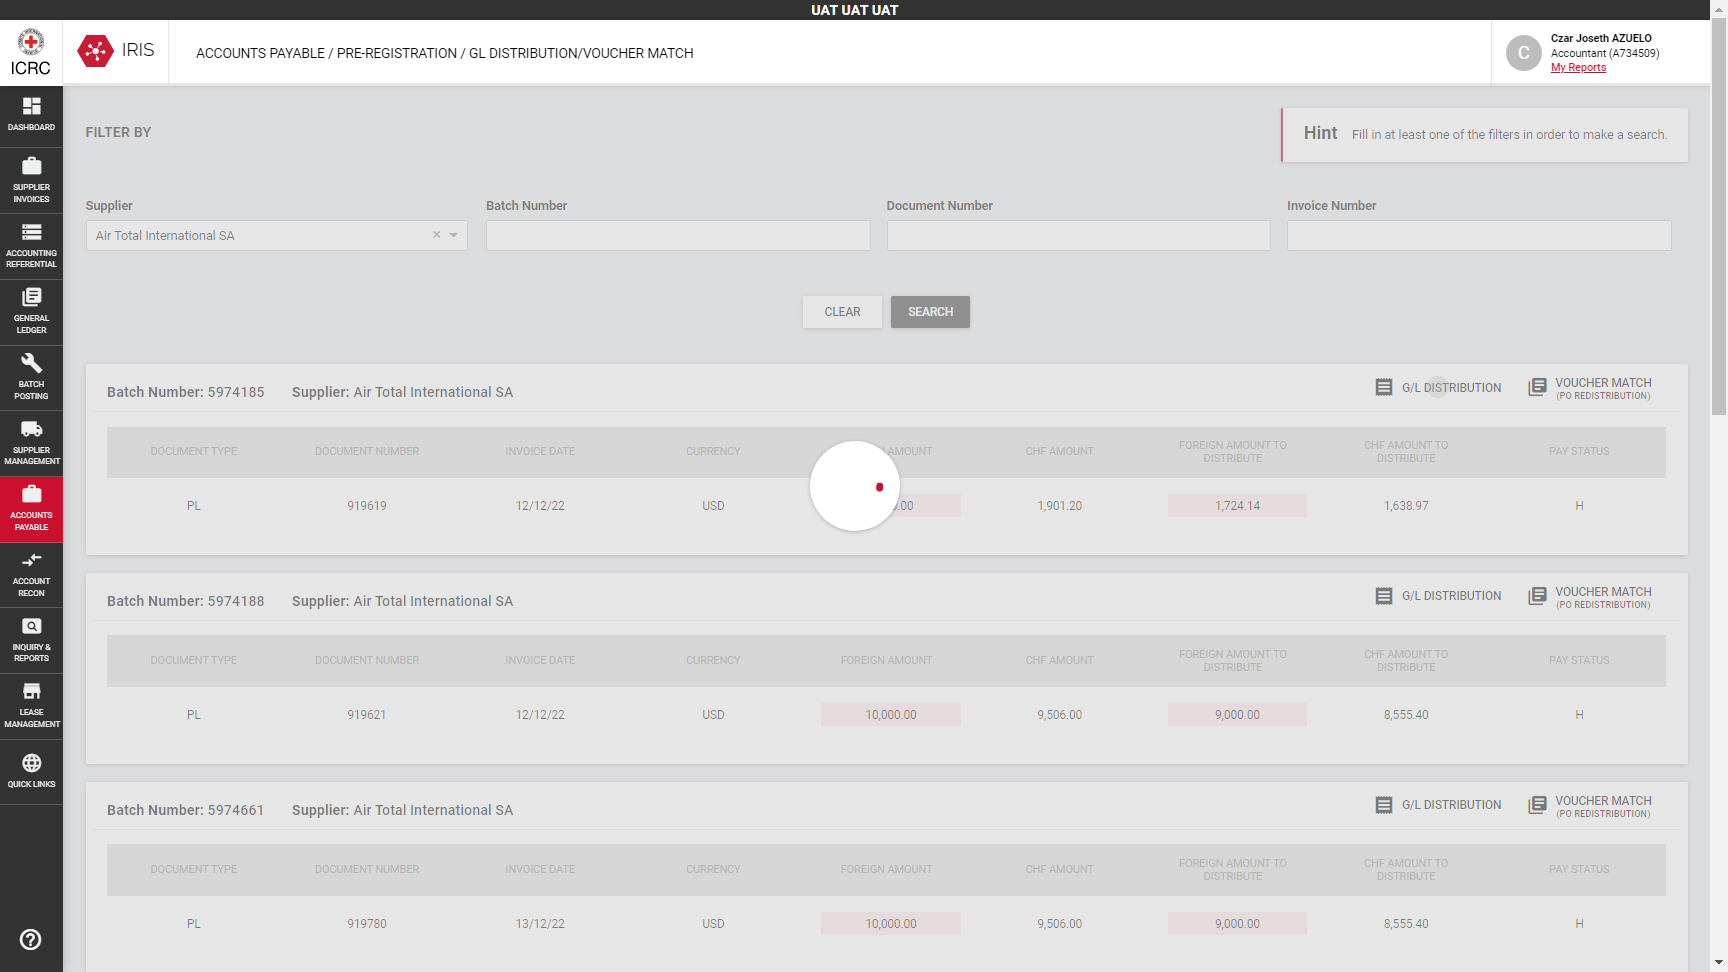 UAT UAT UAT
ICRC
IRIS
ACCOUNTS PAYABLE / PRE-REGISTRATION / GL DISTRIBUTION/VOUCHER MATCH
C
Czar Joseth AZUELO
Accountant (A734509)
My Reports
DASHBOARD
SUPPLIER
INVOICES
ACCOUNTING
REFERENTIAL
GENERAL
LEDGER
BATCH
POSTING
SUPPLIER
MANAGEMENT
ACCOUNTS
PAYABLE
ACCOUNT
RECON
INQUIRY &
REPORTS
LEASE
MANAGEMENT
QUICK LINKS
FILTER BY
Hint Fill in at least one of the filters in order to make a search.
Supplier Batch Number Document Number Invoice Number
Air Total International SA
CLEAR SEARCH
Batch Number: 5974185 Supplier: Air Total International SA G/L DISTRIBUTION VOUCHER MATCH
(PO REDISTRIBUTION)
DOCUMENT TYPE DOCUMENT NUMBER INVOICE DATE CURRENCY AMOUNT CHF AMOUNT FOREIGN AMOUNT TO DISTRIBUTE CHF AMOUNT TO DISTRIBUTE PAY STATUS
PL 919619 12/12/22 USD .00 1,901.20 1,724.14 1,638.97 H
Batch Number: 5974188 Supplier: Air Total International SA G/L DISTRIBUTION VOUCHER MATCH
(PO REDISTRIBUTION)
DOCUMENT TYPE DOCUMENT NUMBER INVOICE DATE CURRENCY FOREIGN AMOUNT CHF AMOUNT FOREIGN AMOUNT TO DISTRIBUTE CHF AMOUNT TO DISTRIBUTE PAY STATUS
PL 919621 12/12/22 USD 10,000.00 9,506.00 9,000.00 8,555.40 H
Batch Number: 5974661 Supplier: Air Total International SA G/L DISTRIBUTION VOUCHER MATCH
(PO REDISTRIBUTION)
DOCUMENT TYPE DOCUMENT NUMBER INVOICE DATE CURRENCY FOREIGN AMOUNT CHF AMOUNT FOREIGN AMOUNT TO DISTRIBUTE CHF AMOUNT TO DISTRIBUTE PAY STATUS
PL 919780 13/12/22 USD 10,000.00 9,506.00 9,000.00 8,555.40 H